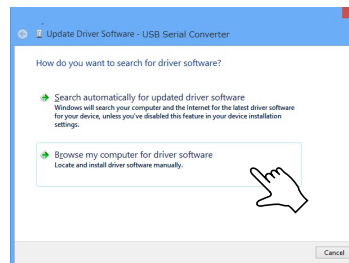 Update Driver Software - USB Serial Converter
How do you want to search for driver software?
Search automatically for updated driver software
Windows will search your computer and the Internet for the latest driver software
for your device, unless you've disabled this feature in your device installation
settings.
Browse my computer for driver software
Locate and install driver software manually.
Cancel